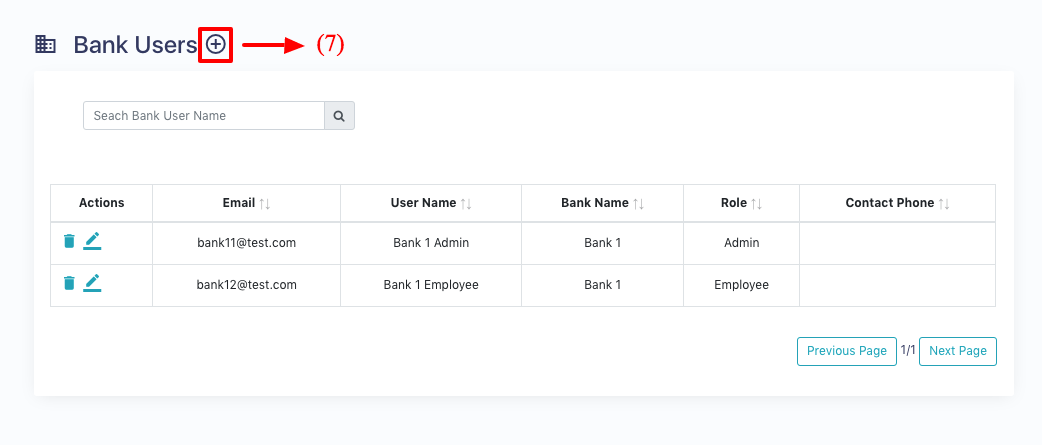 Bank Users (7)
Seach Bank User Name
Actions Email User Name Bank Name Role Contact Phone
bank11@test.com Bank 1 Admin Bank 1 Admin
bank12@test.com Bank 1 Employee Bank 1 Employee
Previous Page 1/1 Next Page